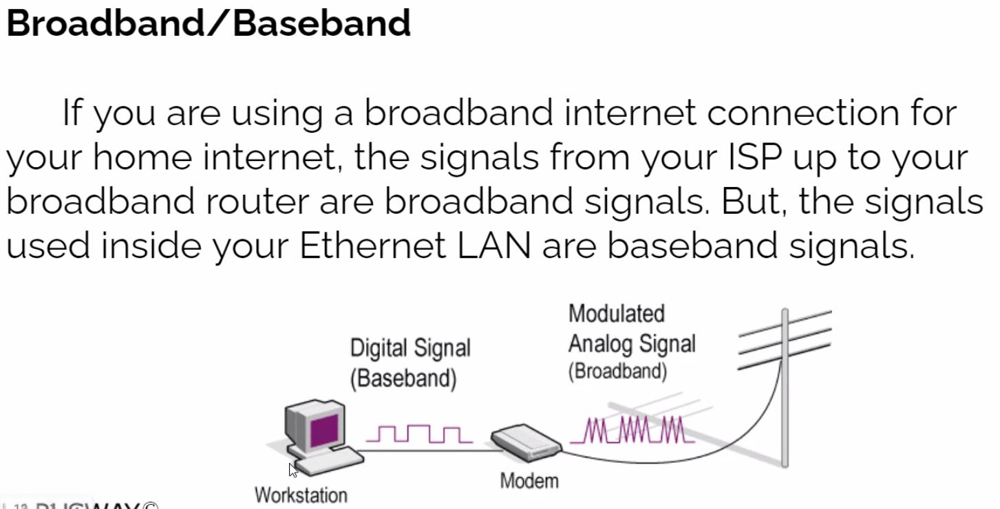 Broadband/Baseband
If you are using a broadband internet connection for
your home internet, the signals from your ISP up to your
broadband router are broadband signals. But, the signals
used inside your Ethernet LAN are baseband signals.
Modulated
Analog Signal
(Broadband)
Digital Signal
(Baseband)
Modem
Workstation